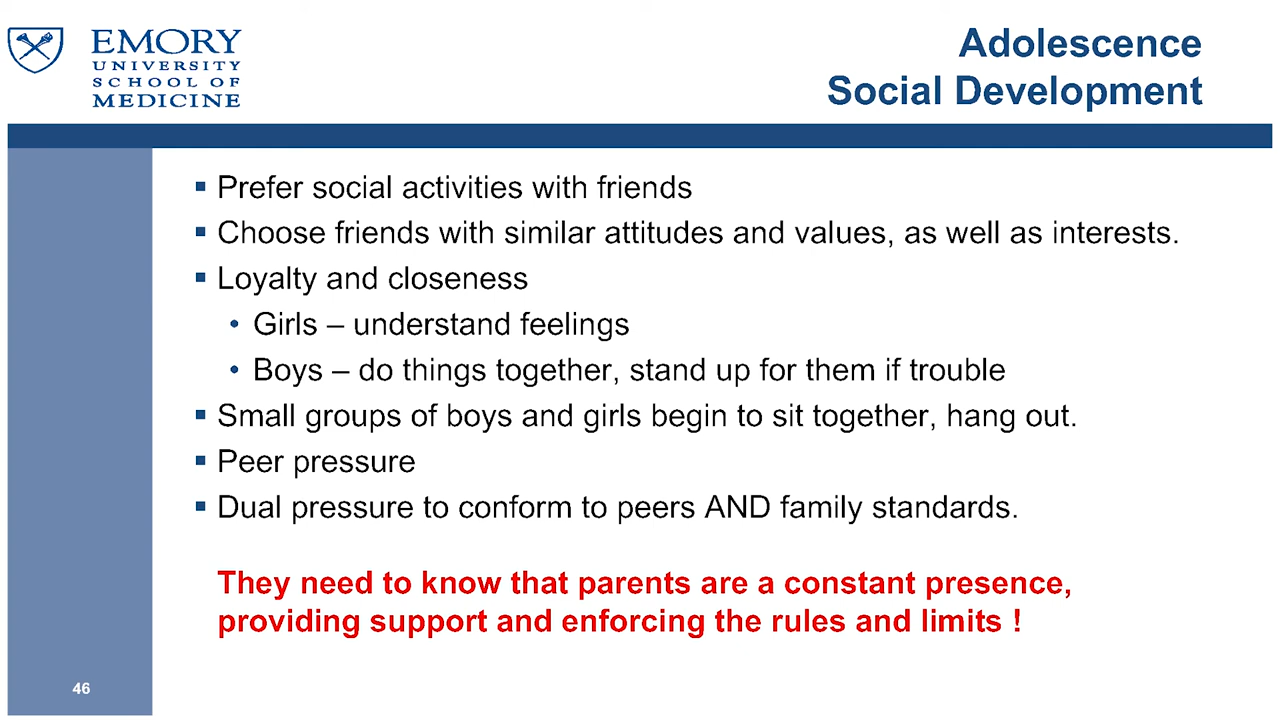 EMORY
UNIVERSITY
SCHOOL OF
MEDICINE
Adolescence
Social Development
▪ Prefer social activities with friends
▪ Choose friends with similar attitudes and values, as well as interests.
▪ Loyalty and closeness
• Girls – understand feelings
• Boys – do things together, stand up for them if trouble
▪ Small groups of boys and girls begin to sit together, hang out.
▪ Peer pressure
▪ Dual pressure to conform to peers AND family standards.
They need to know that parents are a constant presence,
providing support and enforcing the rules and limits !
46